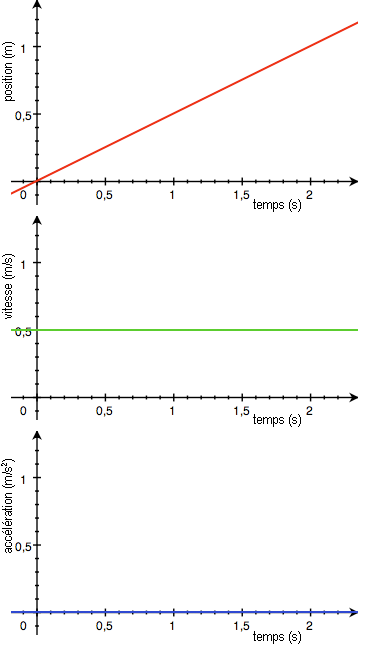 position (m)
1
0,5
0 0,5 1 1,5 2
temps (s)
vitesse (m/s)
1
0,5
0 0,5 1 1,5 2
temps (s)
accélération (m/s²)
1
0,5
0 0,5 1 1,5 2
temps (s)